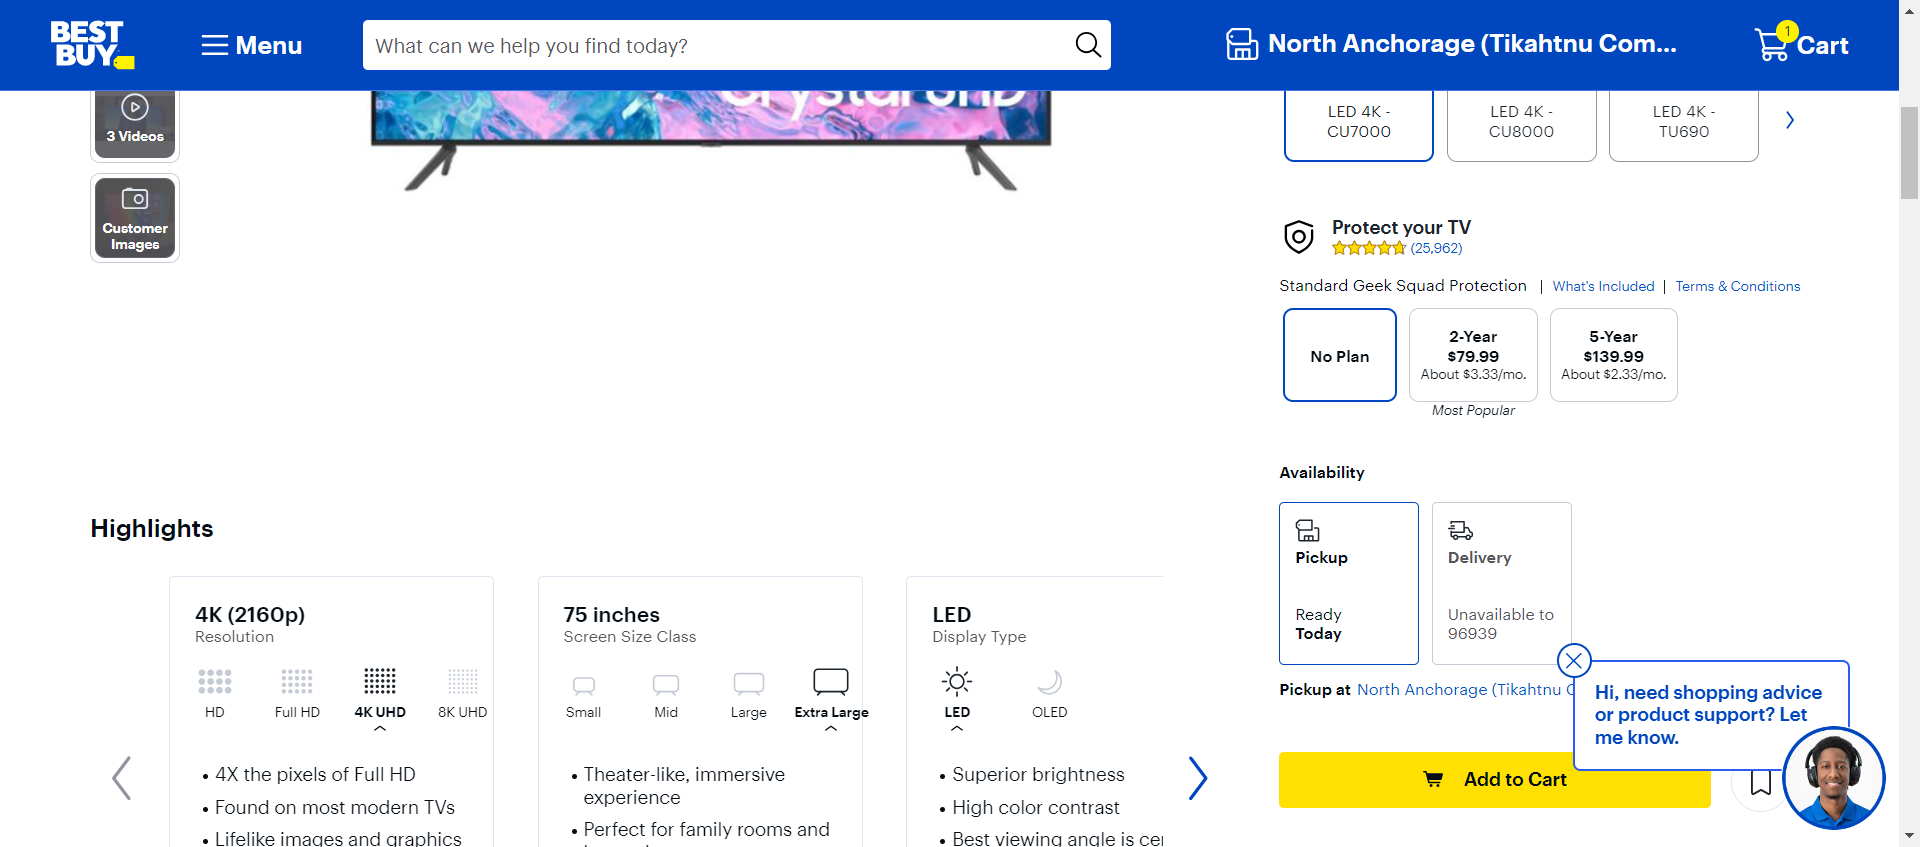 BEST
BUY
Menu
What can we help you find today?
North Anchorage (Tikahtnu Com...
1
Cart
3 Videos
Customer
Images
Crystal UHD
LED 4K -
CU7000
LED 4K -
CU8000
LED 4K -
TU690
Protect your TV
(25,962)
Standard Geek Squad Protection | What's Included | Terms & Conditions
No Plan
2-Year
$79.99
About $3.33/mo.
Most Popular
5-Year
$139.99
About $2.33/mo.
Availability
Pickup
Ready
Today
Delivery
Unavailable to
96939
Pickup at North Anchorage (Tikahtnu
Hi, need shopping advice
or product support? Let
me know.
Add to Cart
Highlights
4K (2160p)
Resolution
HD
Full HD
4K UHD
8K UHD
• 4X the pixels of Full HD
• Found on most modern TVs
• Lifelike images and graphics
75 inches
Screen Size Class
Small
Mid
Large
Extra Large
• Theater-like, immersive
experience
• Perfect for family rooms and
LED
Display Type
LED
OLED
• Superior brightness
• High color contrast
• Best viewing angle is